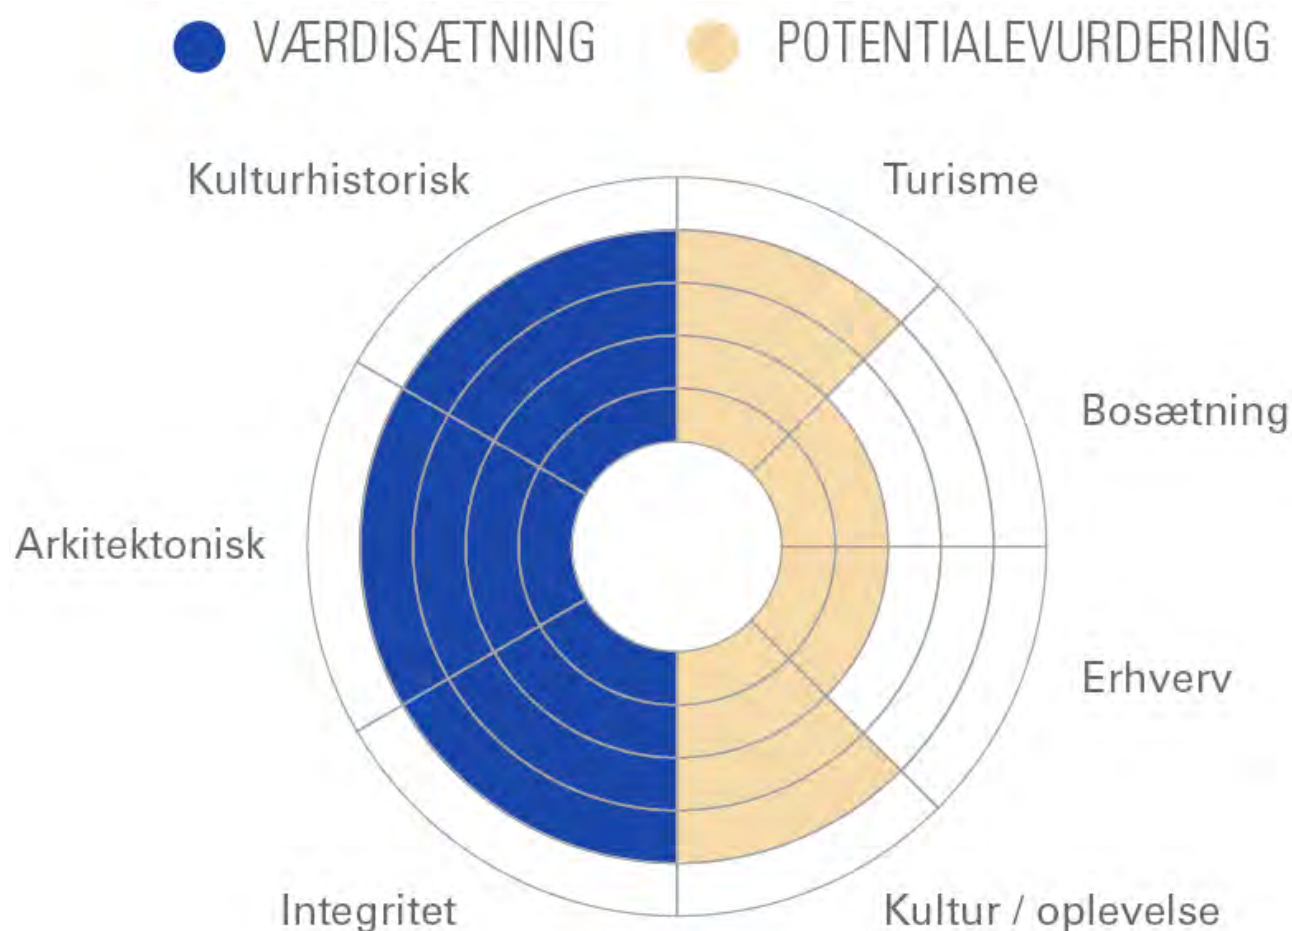 VÆRDISÆTNING
POTENTIALEVURDERING
Kulturhistorisk
Turisme
Bosætning
Arkitektonisk
Erhverv
Integritet
Kultur / oplevelse